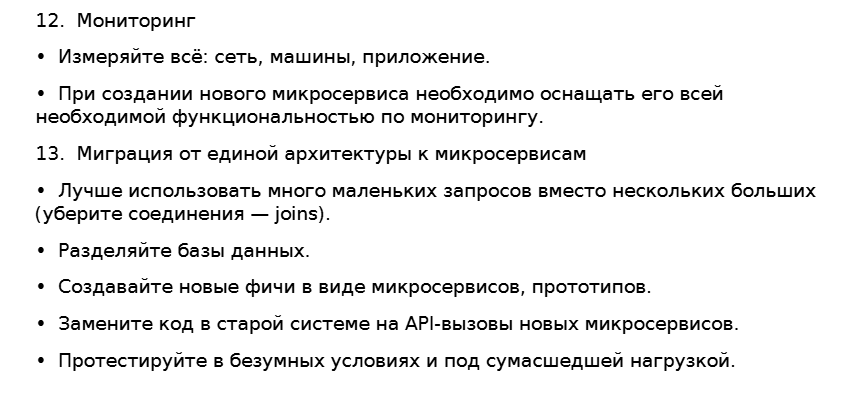 12.  Мониторинг
•  Измеряйте всё: сеть, машины, приложение.
•  При создании нового микросервиса необходимо оснащать его всей
необходимой функциональностью по мониторингу.
13.  Миграция от единой архитектуры к микросервисам
•  Лучше использовать много маленьких запросов вместо нескольких больших
(уберите соединения — joins).
•  Разделяйте базы данных.
•  Создавайте новые фичи в виде микросервисов, прототипов.
•  Замените код в старой системе на API-вызовы новых микросервисов.
•  Протестируйте в безумных условиях и под сумасшедшей нагрузкой.